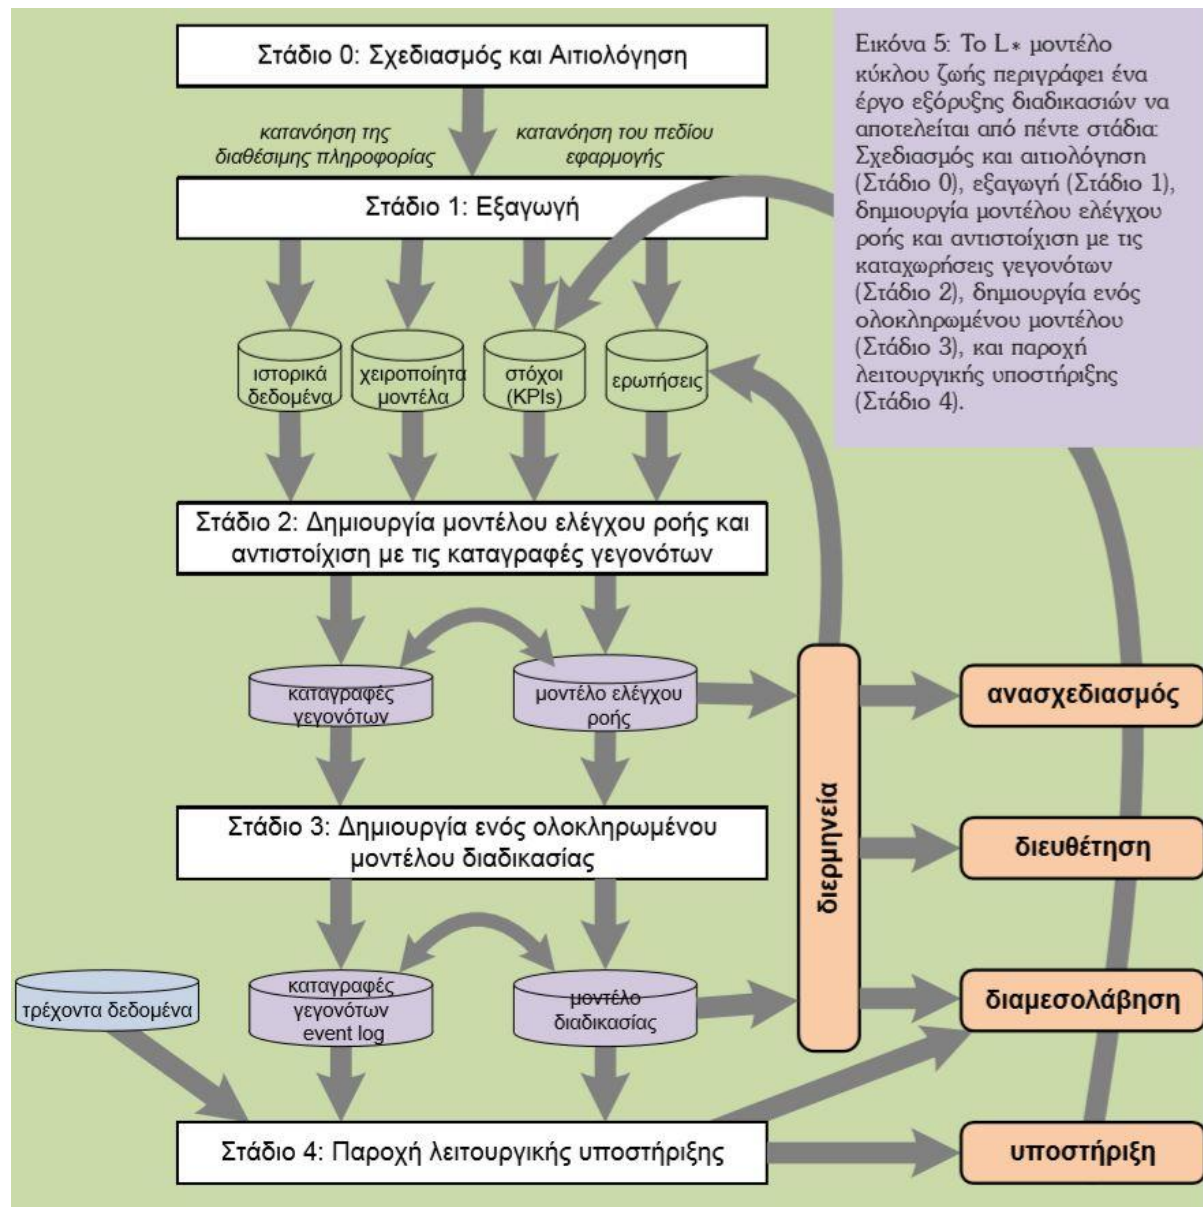 Στάδιο 0: Σχεδιασμός και Αιτιολόγηση
κατανόηση της
διαθέσιμης πληροφορίας
κατανόηση του πεδίου
εφαρμογής
Στάδιο 1: Εξαγωγή
ιστορικά
δεδομένα
χειροποίητα
μοντέλα
στόχοι
(KPIs)
ερωτήσεις
Εικόνα 5: Το L* μοντέλο
κύκλου ζωής περιγράφει ένα
έργο εξόρυξης διαδικασιών να
αποτελείται από πέντε στάδια:
Σχεδιασμός και αιτιολόγηση
(Στάδιο 0), εξαγωγή (Στάδιο 1),
δημιουργία μοντέλου ελέγχου
ροής και αντιστοίχιση με τις
καταχωρήσεις γεγονότων
(Στάδιο 2), δημιουργία ενός
ολοκληρωμένου μοντέλου
(Στάδιο 3), και παροχή
λειτουργικής υποστήριξης
(Στάδιο 4).
Στάδιο 2: Δημιουργία μοντέλου ελέγχου ροής και
αντιστοίχιση με τις καταγραφές γεγονότων
καταγραφές
γεγονότων
μοντέλο ελέγχου
ροής
διερμηνεία
ανασχεδιασμός
Στάδιο 3: Δημιουργία ενός ολοκληρωμένου
μοντέλου διαδικασίας
διευθέτηση
τρέχοντα δεδομένα
καταγραφές
γεγονότων
event log
μοντέλο
διαδικασίας
διαμεσολάβηση
Στάδιο 4: Παροχή λειτουργικής υποστήριξης
υποστήριξη